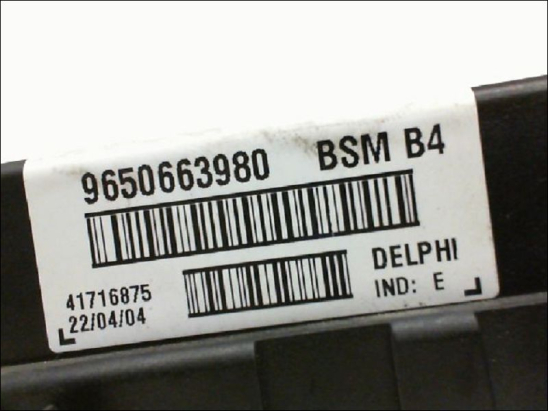 9650663980 BSM B4
DELPHI
41716875
IND: E
22/04/04